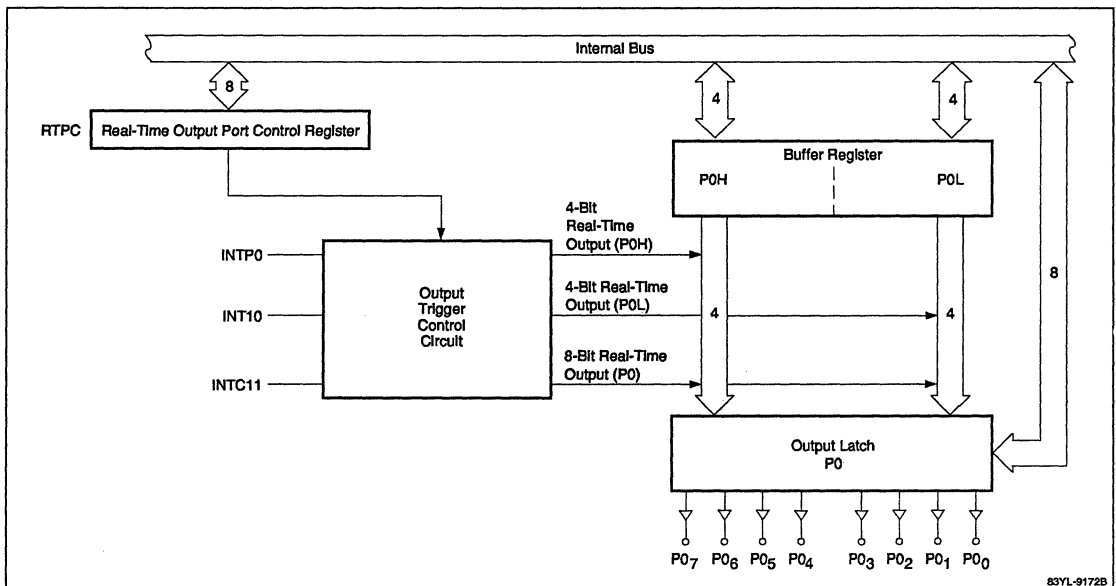 Internal Bus
8
4
4
RTPC
Real-Time Output Port Control Register
Buffer Register
P0H
P0L
4-Bit
Real-Time
Output (P0H)
INTP0
8
Output
Trigger
Control
Circuit
4-Bit Real-Time
Output (P0L)
INT10
4
4
8-Bit Real-Time
Output (P0)
INTC11
Output Latch
P0
P07 P06 P05 P04 P03 P02 P01 P00
83YL-9172B